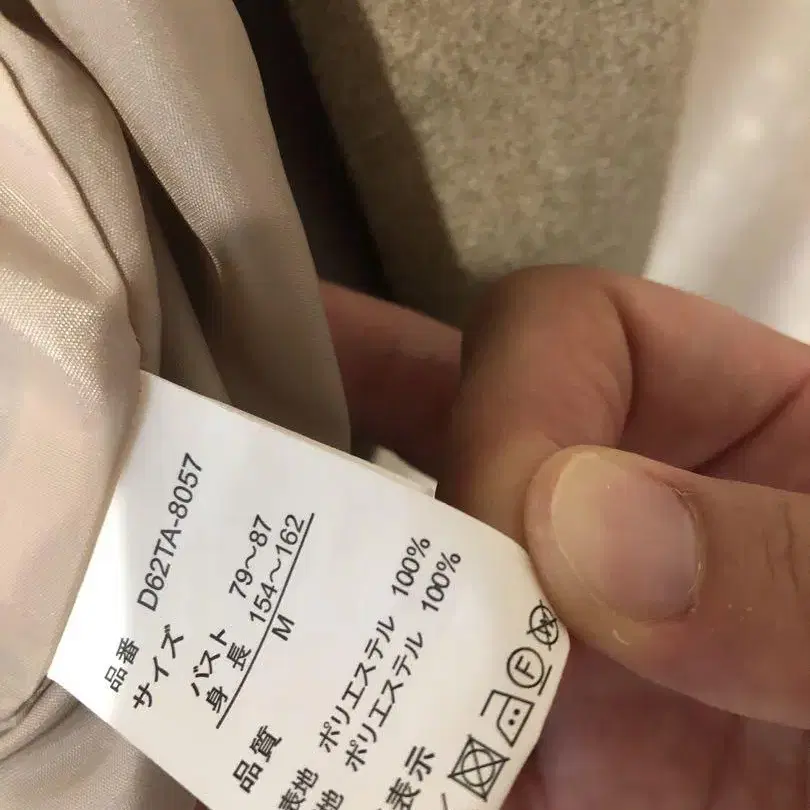 品番 D62TA-8057
サイズ
バスト 79~87
身長 154~162
M
品質
表地 ポリエステル 100%
地 ポリエステル 100%
表示
F